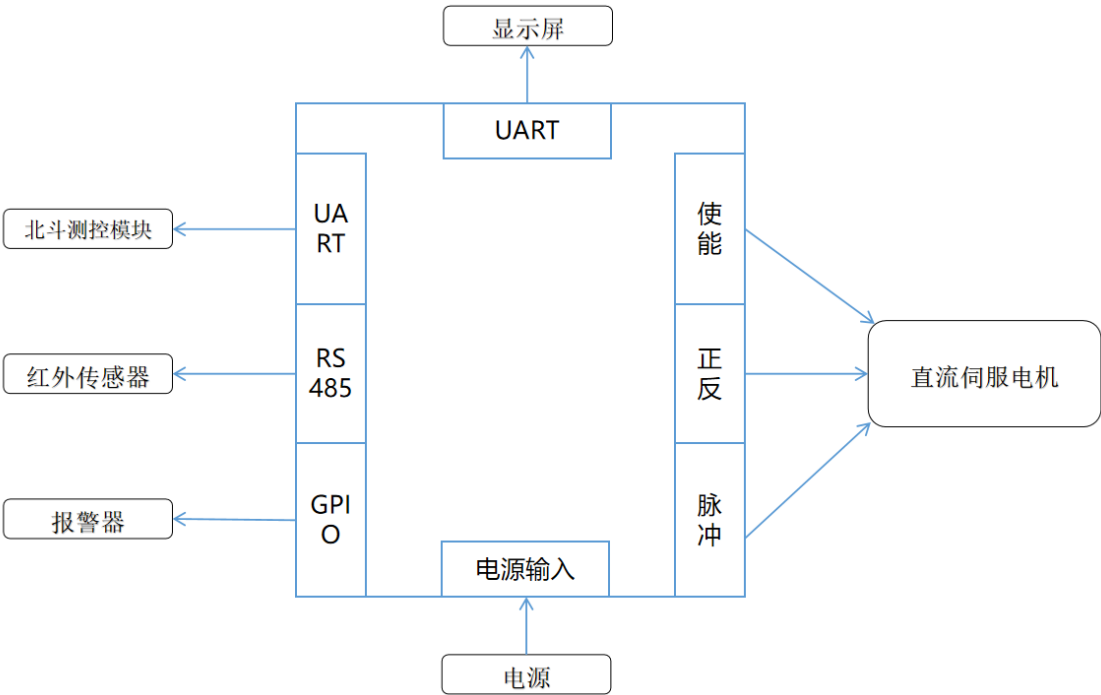 显示屏
UART
UA
RT
使
能
北斗测控模块
RS
485
正
反
红外传感器
直流伺服电机
GPI
O
脉
冲
报警器
电源输入
电源